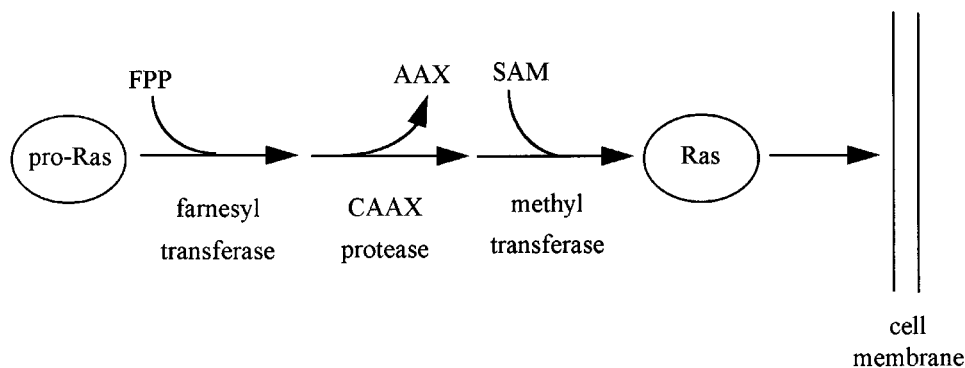 FPP
AAX
SAM
pro-Ras
Ras
farnesyl
transferase
CAAX
protease
methyl
transferase
cell
membrane